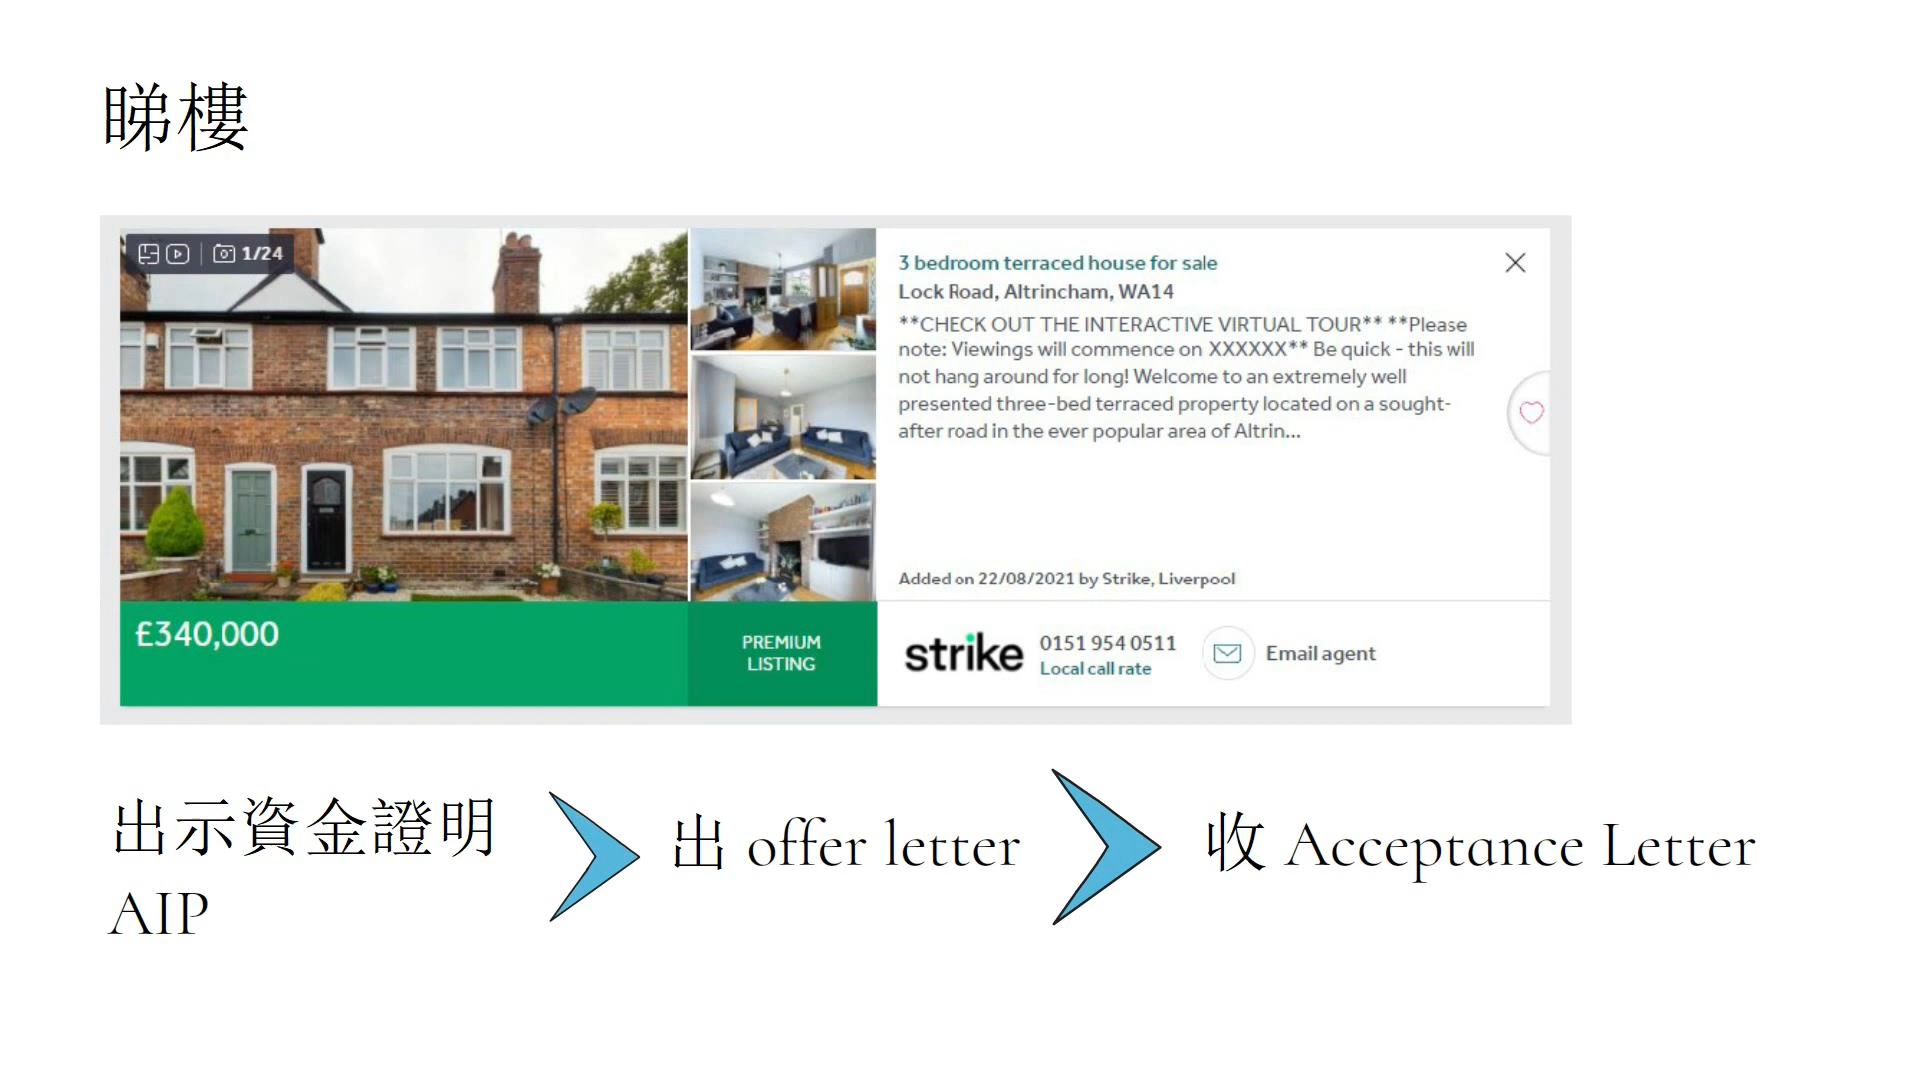 睇樓
1/24
3 bedroom terraced house for sale
Lock Road, Altrincham, WA14
**CHECK OUT THE INTERACTIVE VIRTUAL TOUR** **Please
note: Viewings will commence on XXXXXX** Be quick - this will
not hang around for long! Welcome to an extremely well
presented three-bed terraced property located on a sought-
after road in the ever popular area of Altrin...
Added on 22/08/2021 by Strike, Liverpool
£340,000
PREMIUM
LISTING
strike
0151 954 0511
Local call rate
Email agent
出示資金證明
AIP
出 offer letter
收 Acceptance Letter